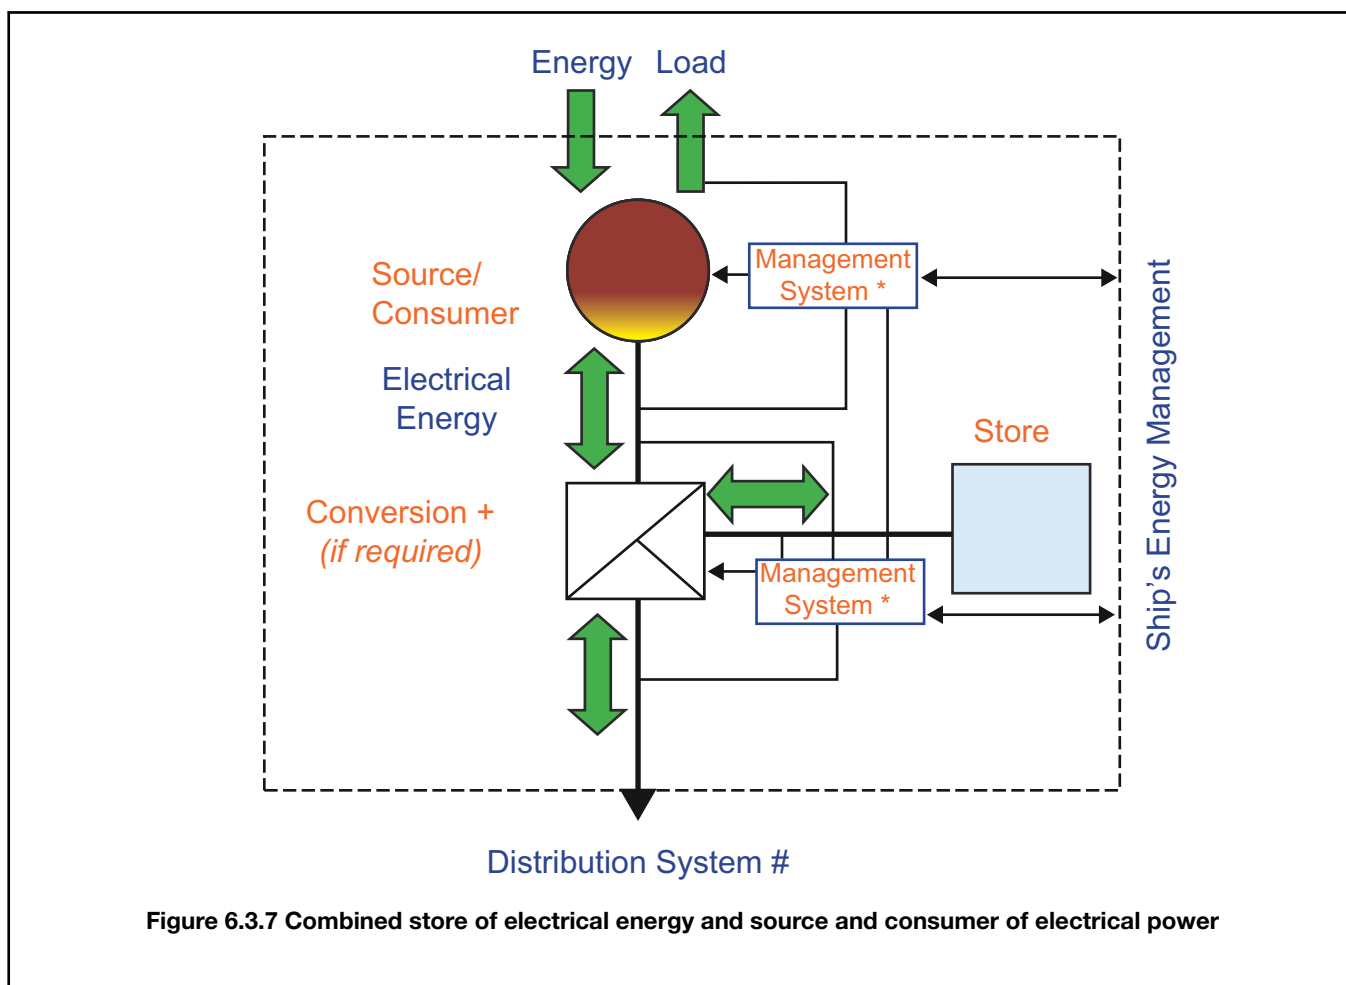 Energy Load
Management
System *
Source/
Consumer
Electrical
Energy
Store
Conversion +
(if required)
Management
System *
Ship's Energy Management
Distribution System #
Figure 6.3.7 Combined store of electrical energy and source and consumer of electrical power